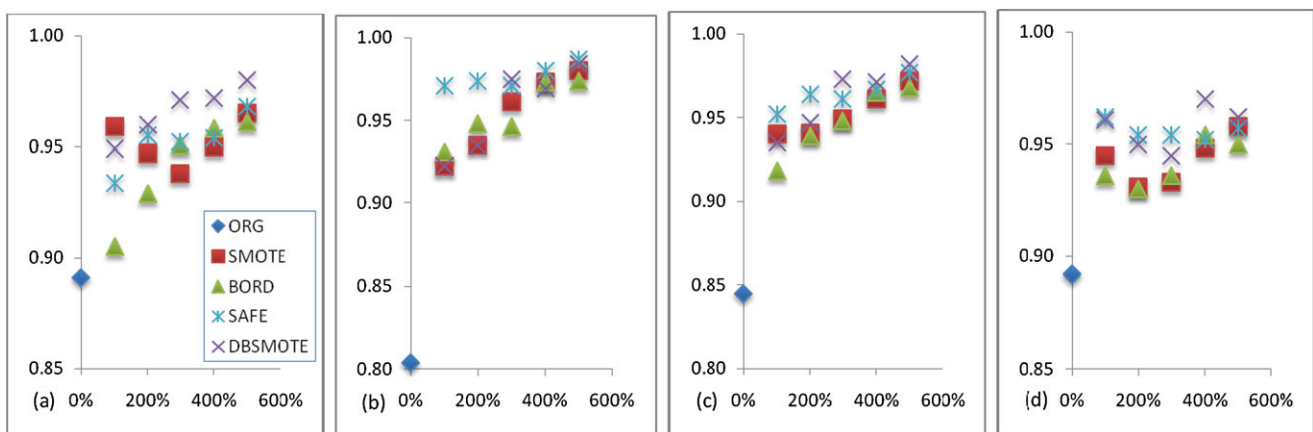 1.00
0.95
0.90
0.85
ORG
SMOTE
BORD
SAFE
DBSMOTE
(a) 0% 200% 400% 600%
1.00
0.95
0.90
0.85
0.80
(b) 0% 200% 400% 600%
1.00
0.95
0.90
0.85
0.80
(c) 0% 200% 400% 600%
1.00
0.95
0.90
0.85
(d) 0% 200% 400% 600%